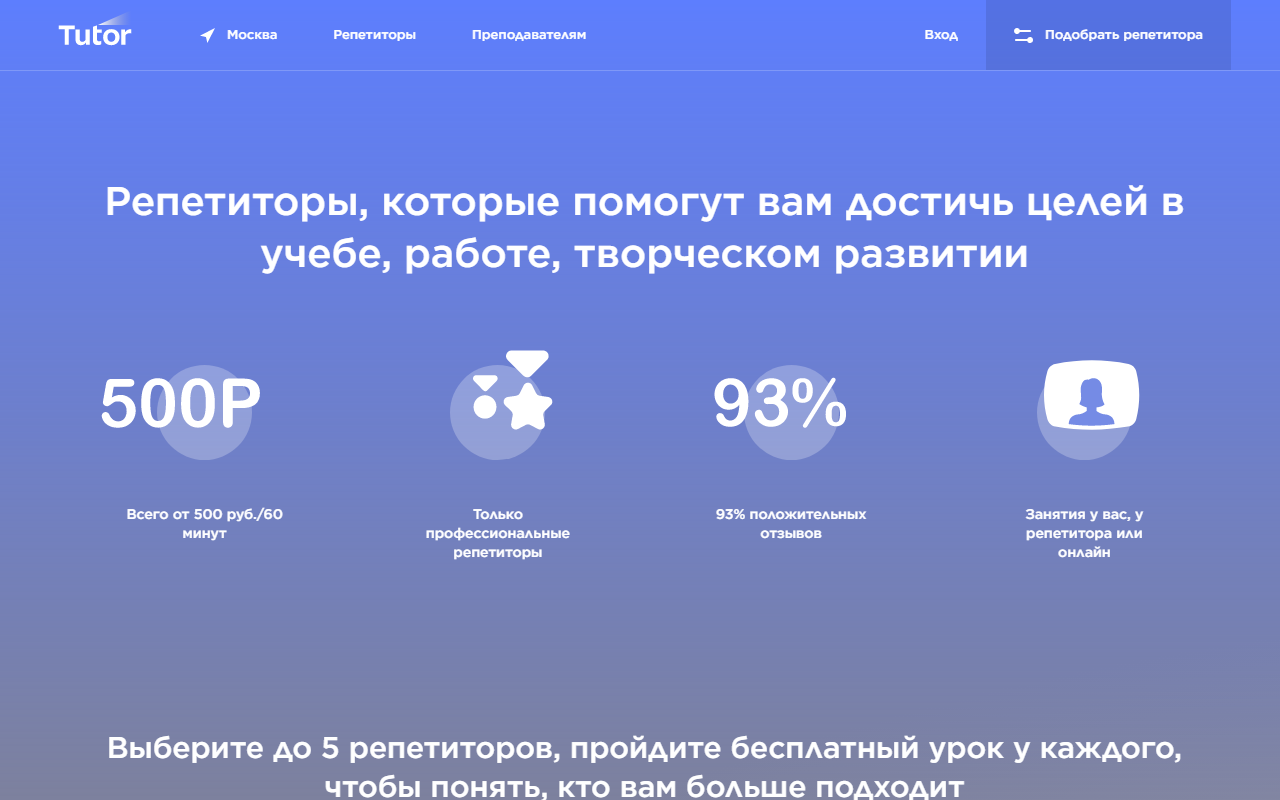 Tutor
Москва
Репетиторы
Преподавателям
Вход
Подобрать репетитора
Репетиторы, которые помогут вам достичь целей в
учебе, работе, творческом развитии
500Р
93%
Всего от 500 руб./60
минут
Только
профессиональные
репетиторы
93% положительных
отзывов
Занятия у вас, у
репетитора или
онлайн
Выберите до 5 репетиторов, пройдите бесплатный урок у каждого,
чтобы понять, кто вам больше подходит